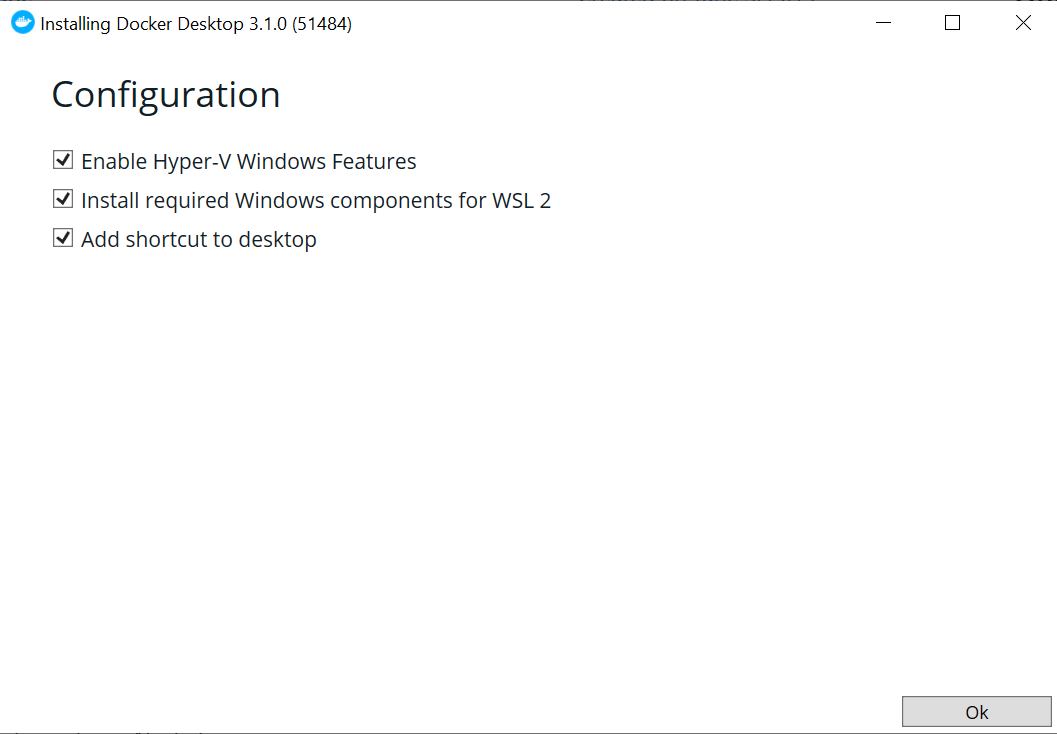 Installing Docker Desktop 3.1.0 (51484)
Configuration
Enable Hyper-V Windows Features
Install required Windows components for WSL 2
Add shortcut to desktop
Ok